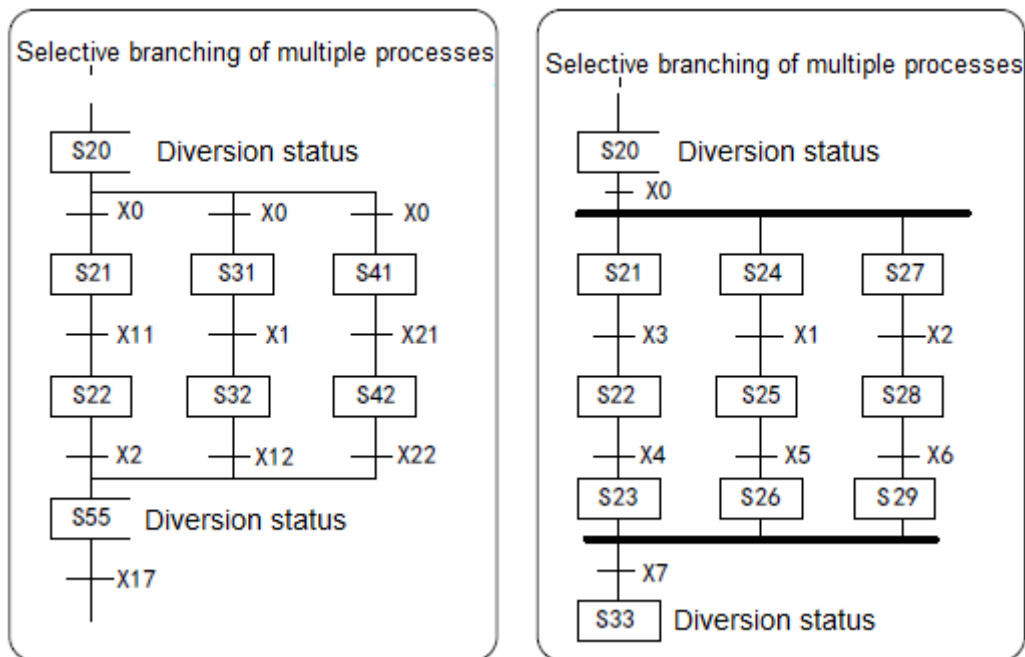 Selective branching of multiple processes
S20 Diversion status
X0 X0 X0
S21 S31 S41
X11 X1 X21
S22 S32 S42
X2 X12 X22
S55 Diversion status
X17
Selective branching of multiple processes
S20 Diversion status
X0
S21 S24 S27
X3 X1 X2
S22 S25 S28
X4 X5 X6
S23 S26 S29
X7
S33 Diversion status